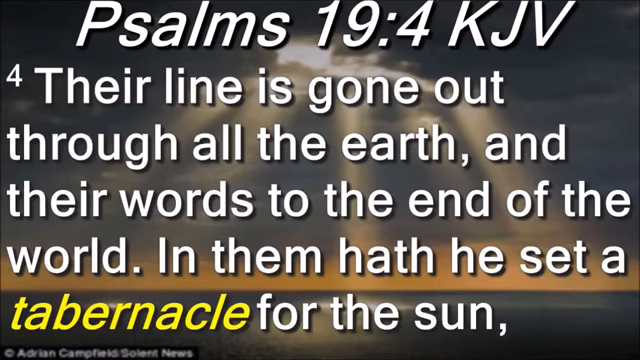 Psalms 19:4 KJV
4 Their line is gone out
through all the earth, and
their words to the end of the
world. In them hath he set a
tabernacle for the sun,
© Adrian Campfield/Solent News